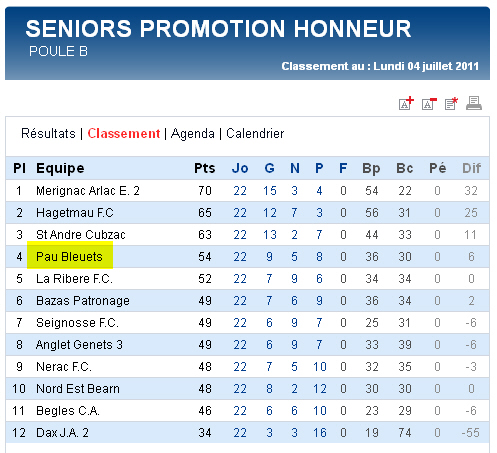 SENIORS PROMOTION HONNEUR
POULE B
Classement au : Lundi 04 juillet 2011
Résultats | Classement | Agenda | Calendrier
Pl Equipe Pts Jo G N P F Bp Bc Pé Dif
1 Merignac Arlac E. 2 70 22 15 3 4 0 54 22 0 32
2 Hagetmau F.C 65 22 12 7 3 0 56 31 0 25
3 St Andre Cubzac 63 22 13 2 7 0 44 33 0 11
4 Pau Bleuets 54 22 9 5 8 0 36 30 0 6
5 La Ribere F.C. 52 22 7 9 6 0 34 34 0 0
6 Bazas Patronage 49 22 6 9 7 0 36 34 0 2
7 Seignosse F.C. 49 22 6 9 7 0 25 31 0 -6
8 Anglet Genets 3 49 22 6 9 7 0 33 39 0 -6
9 Nerac F.C. 48 22 7 5 10 0 32 35 0 -3
10 Nord Est Bearn 48 22 8 2 12 0 30 30 0 0
11 Begles C.A. 46 22 6 6 10 0 23 29 0 -6
12 Dax J.A. 2 34 22 3 3 16 0 19 74 0 -55